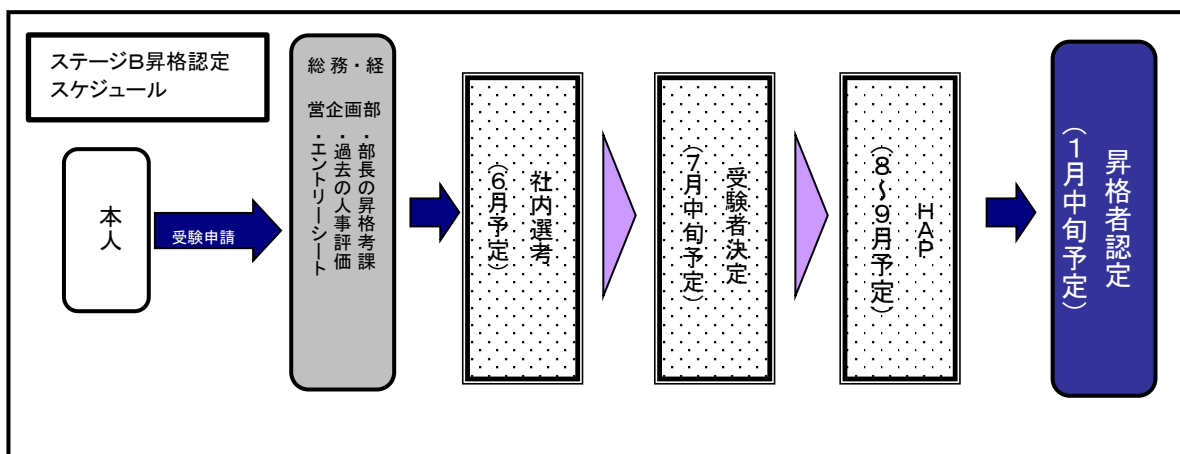 ステージB昇格認定
スケジュール
本人
受験申請
総務・経
営企画部
・部長の昇格考課
・過去の人事評価
・エントリーシート
社内選考
（６月予定）
受験者決定
（７月中旬予定）
ＨＡＰ
（８～９月予定）
昇格者認定
（１月中旬予定）